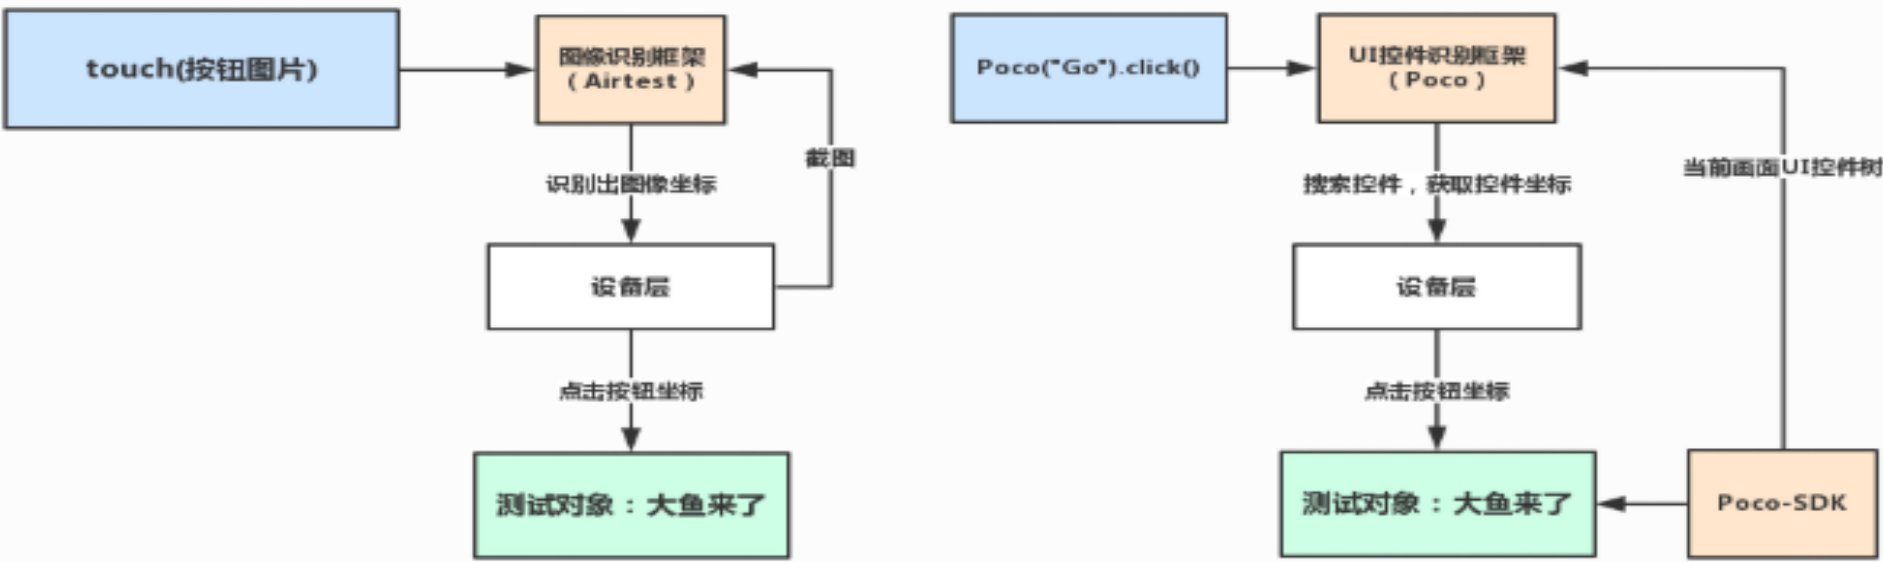 touch(按钮图片)
图像识别框架
（Airtest）
截图
识别出图像坐标
设备层
点击按钮坐标
测试对象：大鱼来了
Poco("Go").click()
UI控件识别框架
（Poco）
当前画面UI控件树
搜索控件，获取控件坐标
设备层
点击按钮坐标
测试对象：大鱼来了
Poco-SDK